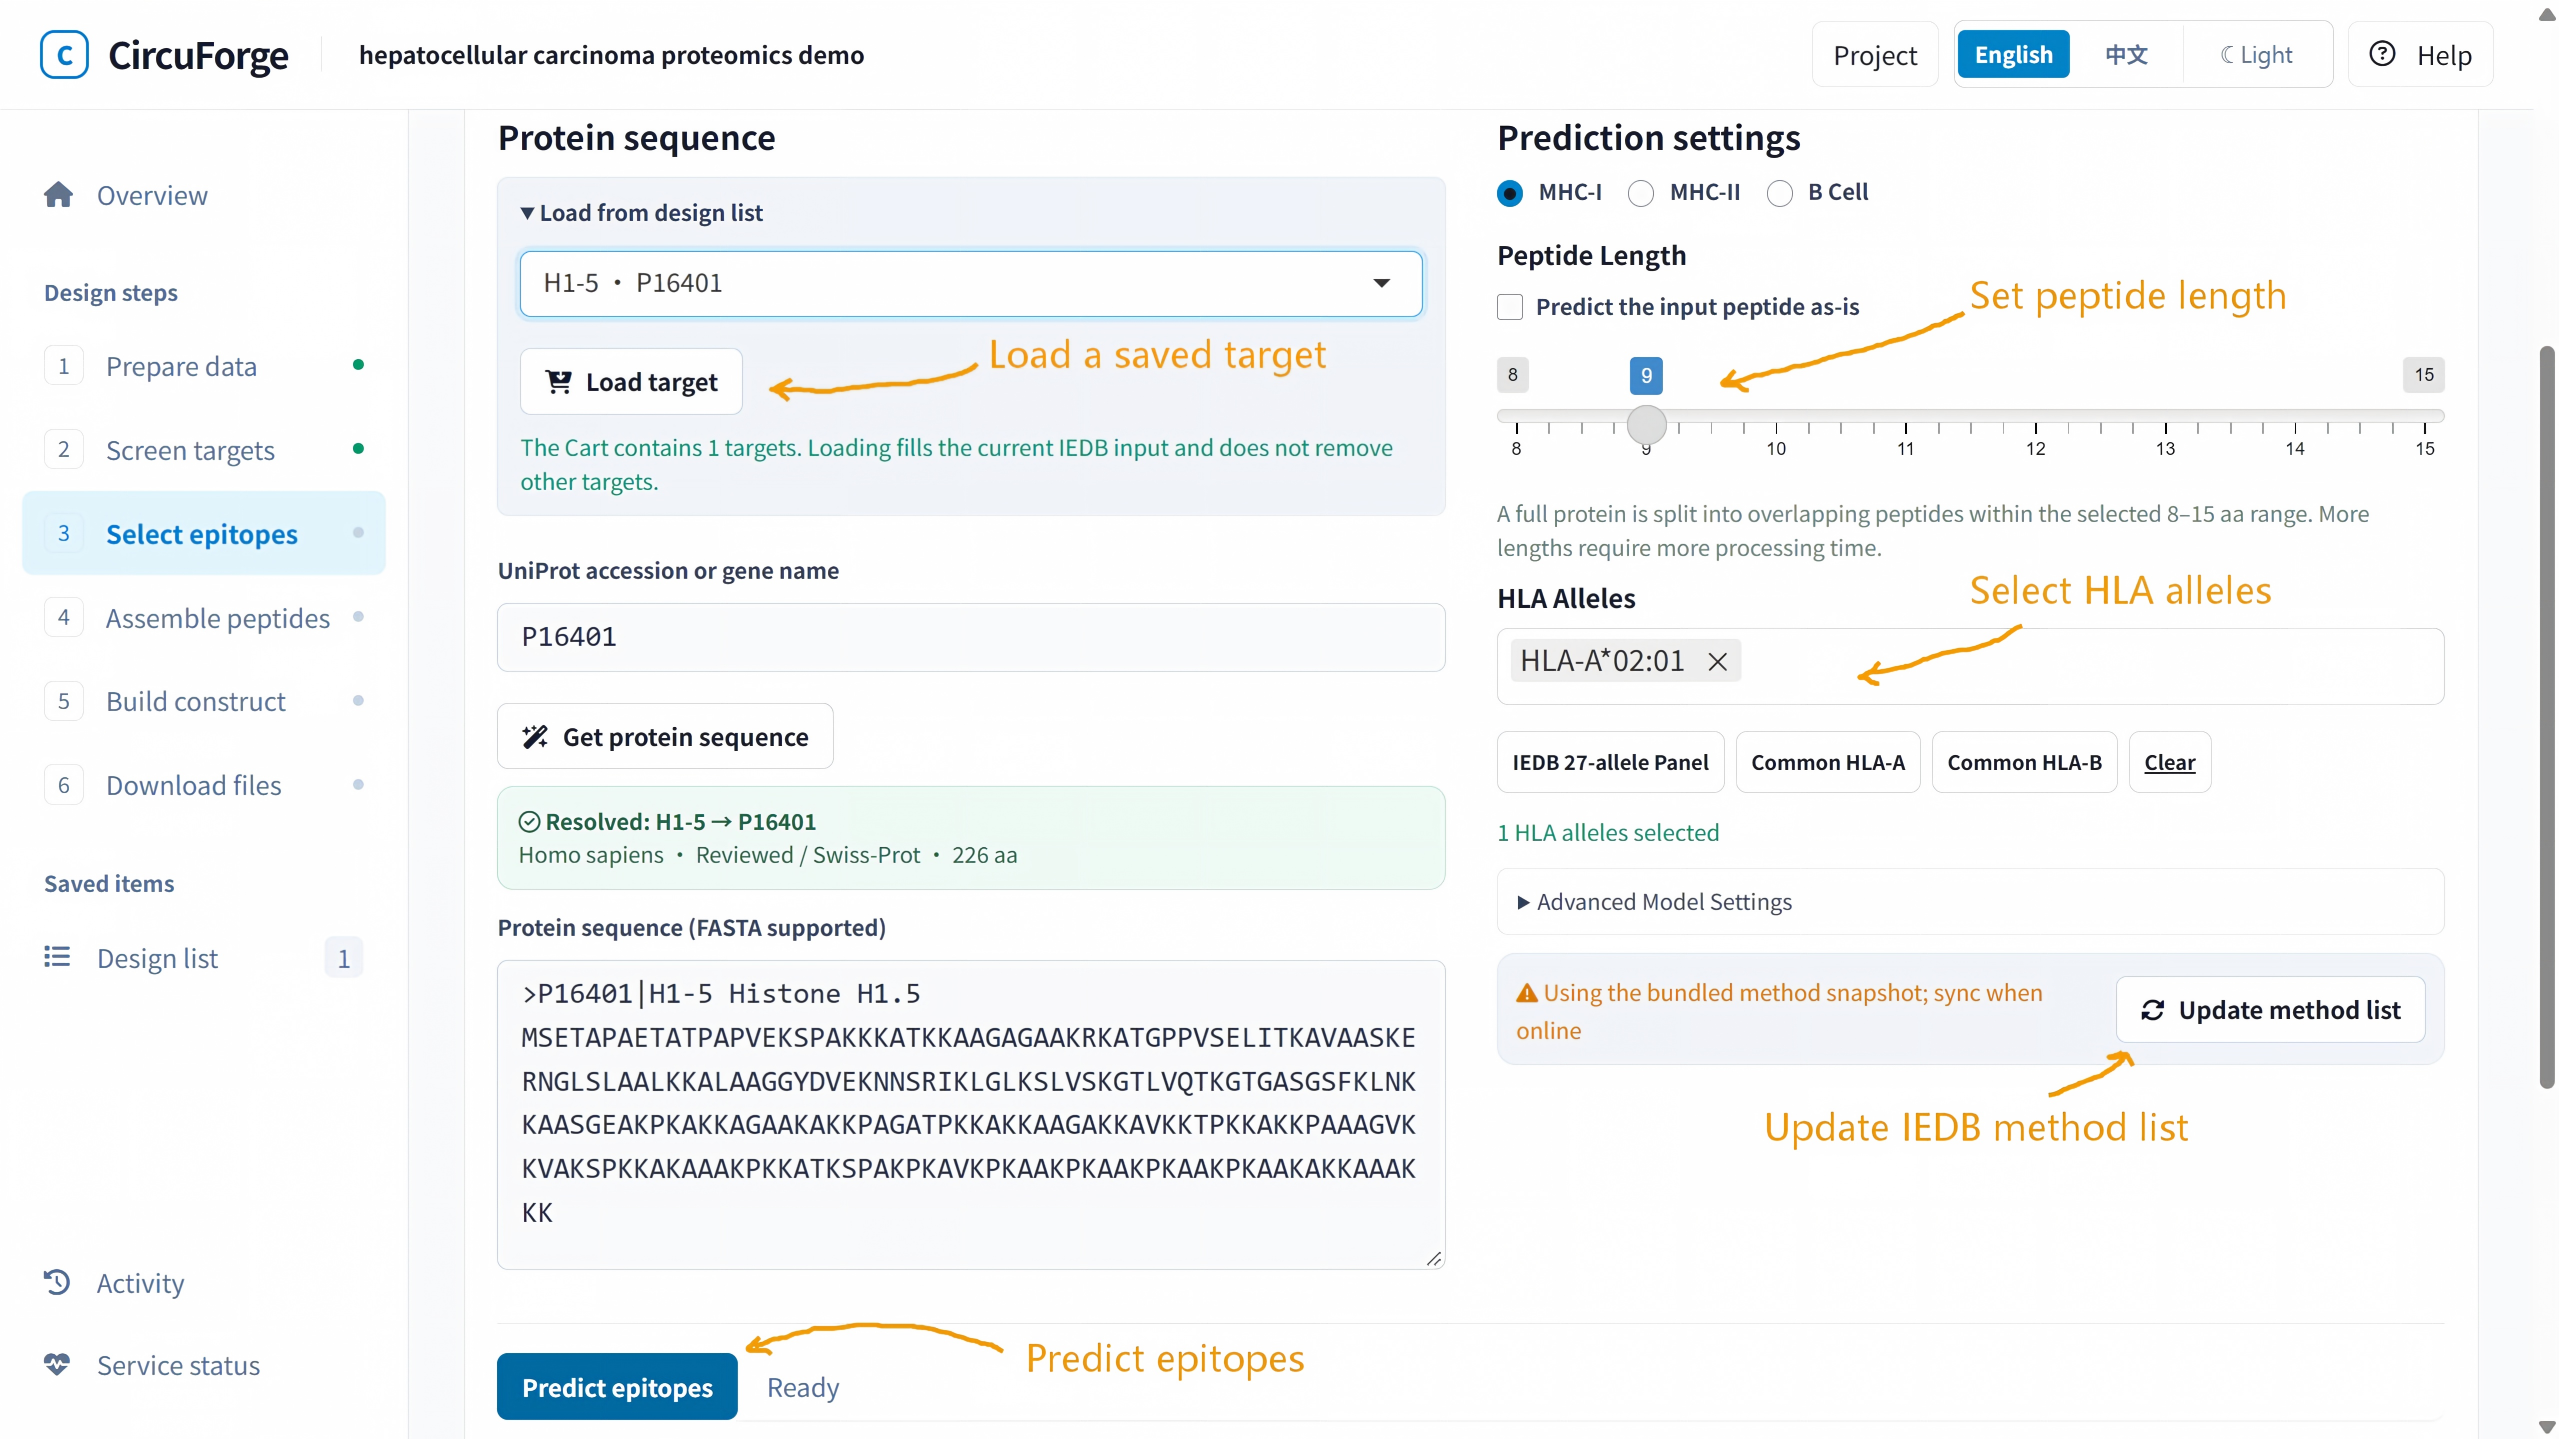 C CircuForge
hepatocellular carcinoma proteomics demo
Project
English
中文
Light
Help
Overview
Design steps
1 Prepare data
2 Screen targets
3 Select epitopes
4 Assemble peptides
5 Build construct
6 Download files
Saved items
Design list 1
Activity
Service status
Protein sequence
▼ Load from design list
H1-5 • P16401
Load target
Load a saved target
The Cart contains 1 targets. Loading fills the current IEDB input and does not remove
other targets.
UniProt accession or gene name
P16401
Get protein sequence
Resolved: H1-5 → P16401
Homo sapiens • Reviewed / Swiss-Prot • 226 aa
Protein sequence (FASTA supported)
>P16401|H1-5 Histone H1.5
MSETAPAETATPAPVEKSPAKKKATKKAAGAGAAKRKATGPPVSELITKAVAASKE
RNGLSLAALKKALAAGGYDVEKNNSRIKLGLKSLVSKGTLVQTKGTGASGSFKLNK
KAASGEAKPKAKKAGAAKAKKPAGATPKKAKKAAGAKKAVKKTPKKAKKPAAAGVK
KVAKSPKKAKAAAKPKKATKSPAKPKAVKPKAAKPKAAKPKAAKPKAAKAKKAAAK
KK
Predict epitopes
Ready
Predict epitopes
Prediction settings
MHC-I
MHC-II
B Cell
Peptide Length
Predict the input peptide as-is
Set peptide length
8 9 15
8 9 10 11 12 13 14 15
A full protein is split into overlapping peptides within the selected 8–15 aa range. More
lengths require more processing time.
HLA Alleles
Select HLA alleles
HLA-A*02:01 ×
IEDB 27-allele Panel
Common HLA-A
Common HLA-B
Clear
1 HLA alleles selected
▶ Advanced Model Settings
Using the bundled method snapshot; sync when
online
Update method list
Update IEDB method list